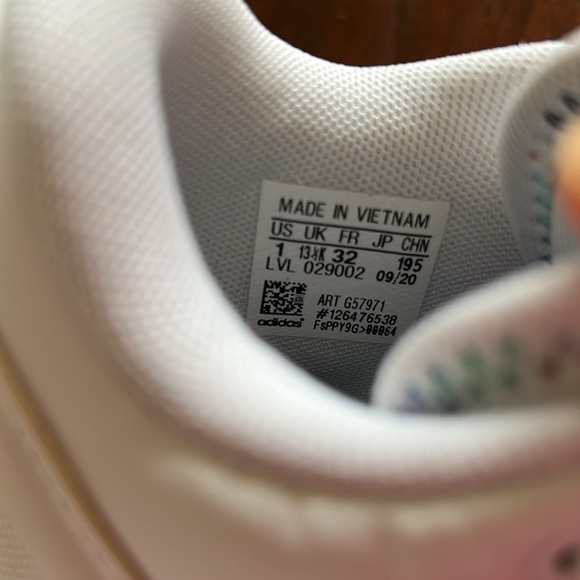 MADE IN VIETNAM
US UK FR JP CHN
1 13½K 32 195
LVL 029002 09/20
ART G57971
#126476538
adidas® FsPPY9G>